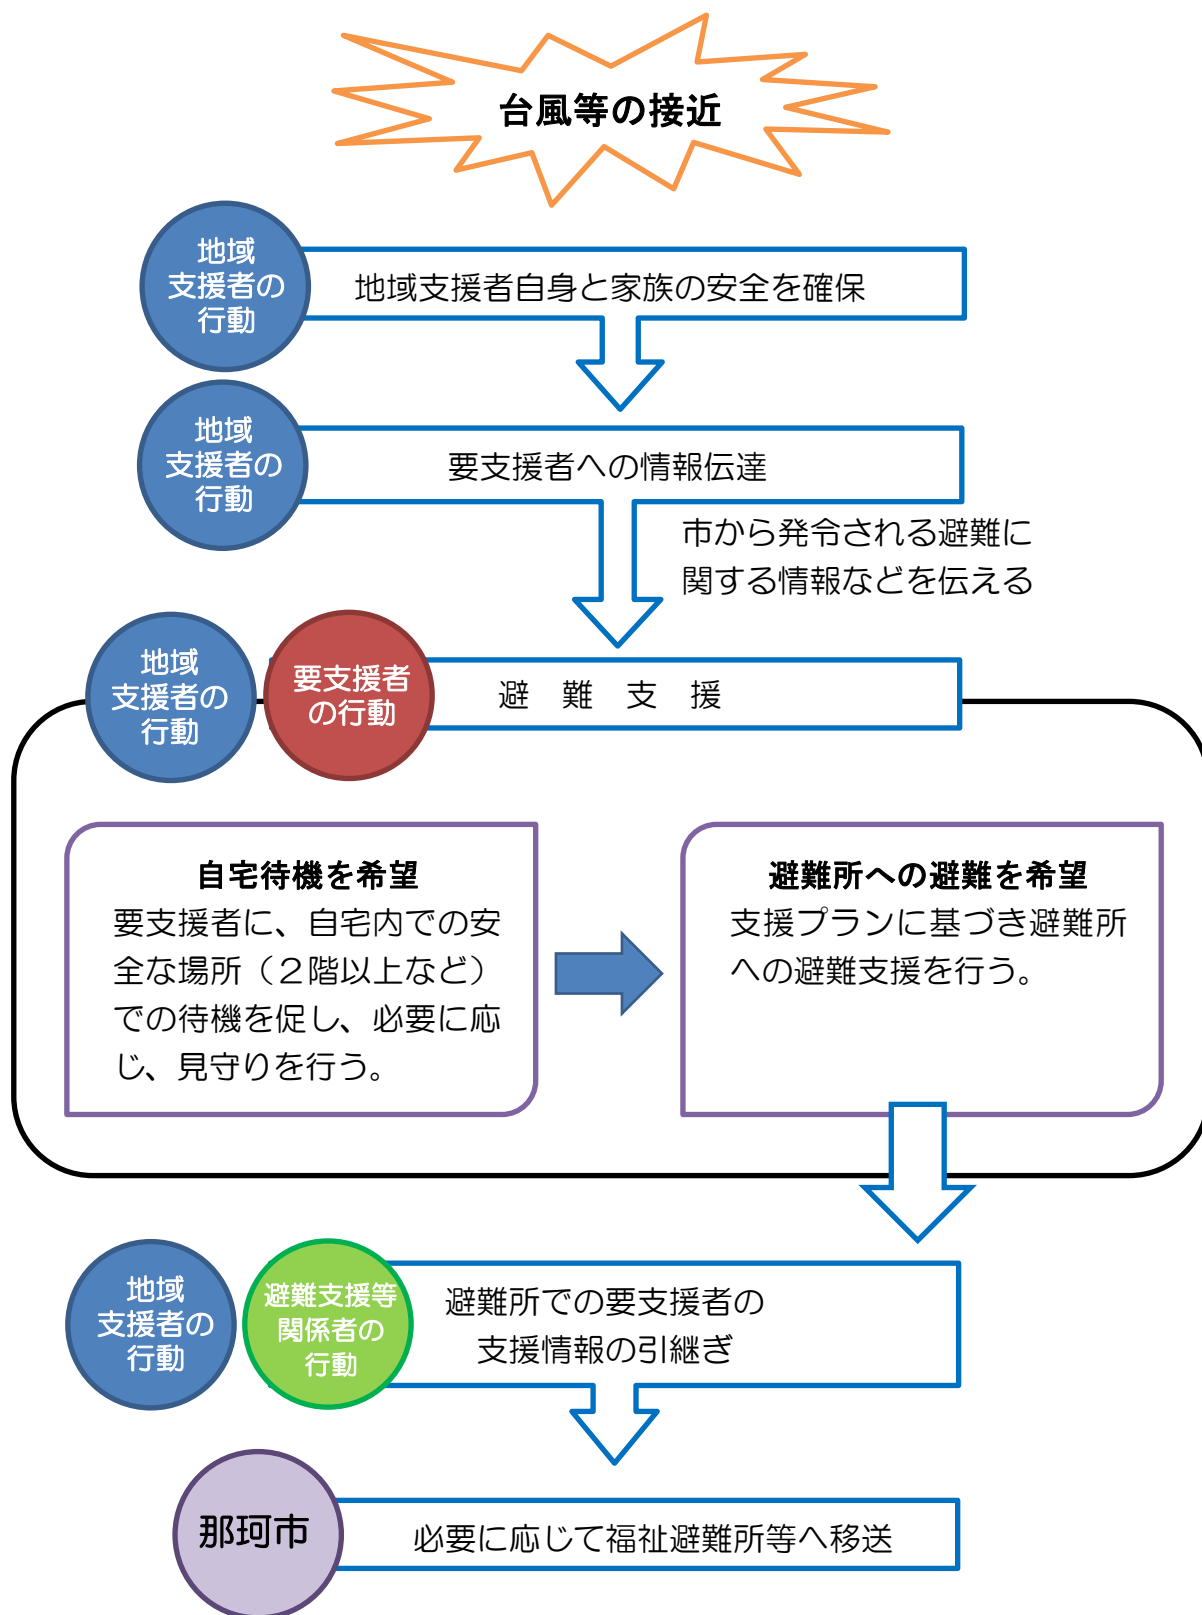 台風等の接近
地域
支援者の
行動
地域支援者自身と家族の安全を確保
地域
支援者の
行動
要支援者への情報伝達
市から発令される避難に
関する情報などを伝える
地域
支援者の
行動
要支援者
の行動
避　難　支　援
自宅待機を希望
要支援者に、自宅内での安
全な場所（２階以上など）
での待機を促し、必要に応
じ、見守りを行う。
避難所への避難を希望
支援プランに基づき避難所
への避難支援を行う。
地域
支援者の
行動
避難支援等
関係者の
行動
避難所での要支援者の
支援情報の引継ぎ
那珂市
必要に応じて福祉避難所等へ移送